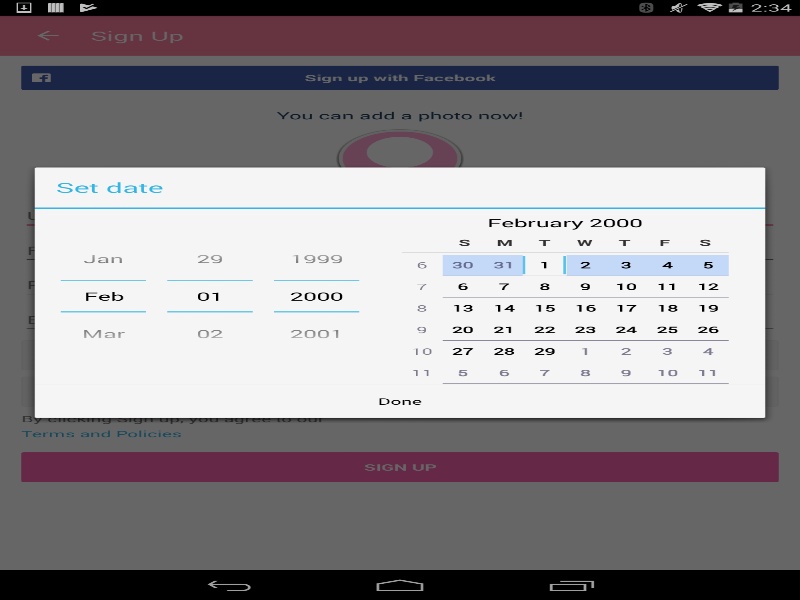 2:34
Sign Up
Sign up with Facebook
You can add a photo now!
Set date
February 2000
S M T W T F S
Jan 29 1999
6 30 31 1 2 3 4 5
7 6 7 8 9 10 11 12
Feb 01 2000
8 13 14 15 16 17 18 19
9 20 21 22 23 24 25 26
Mar 02 2001
10 27 28 29 1 2 3 4
11 5 6 7 8 9 10 11
Done
By clicking Sign up, you agree to our
Terms and Policies
SIGN UP